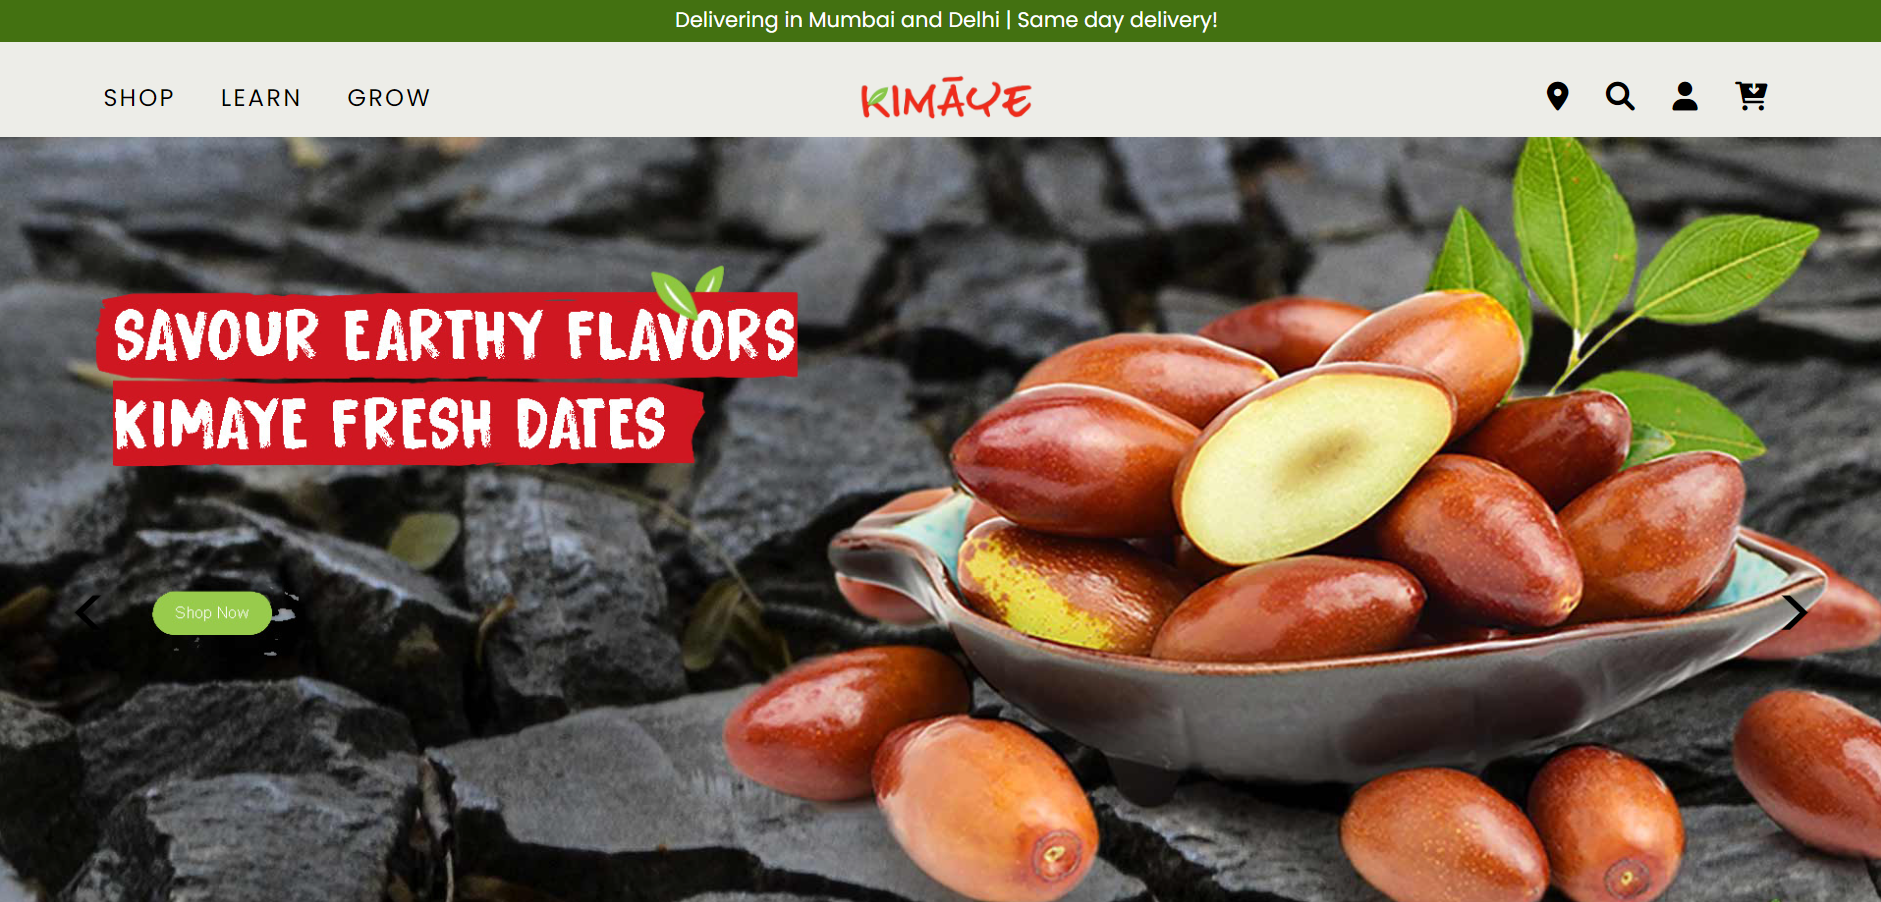 Delivering in Mumbai and Delhi | Same day delivery!
SHOP LEARN GROW
KIMĀYE
SAVOUR EARTHY FLAVORS
KIMAYE FRESH DATES
Shop Now